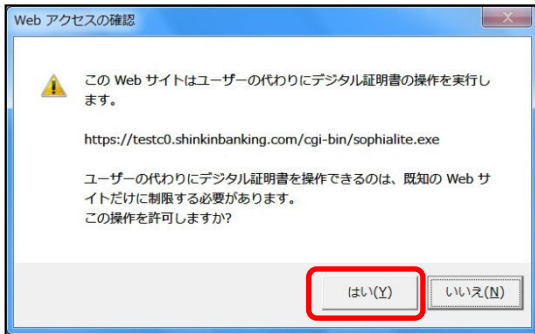 Web アクセスの確認
この Web サイトはユーザーの代わりにデジタル証明書の操作を実行し
ます。
https://testc0.shinkinbanking.com/cgi-bin/sophialite.exe
ユーザーの代わりにデジタル証明書を操作できるのは、既知の Web サ
イトだけに制限する必要があります。
この操作を許可しますか?
はい(Y)
いいえ(N)